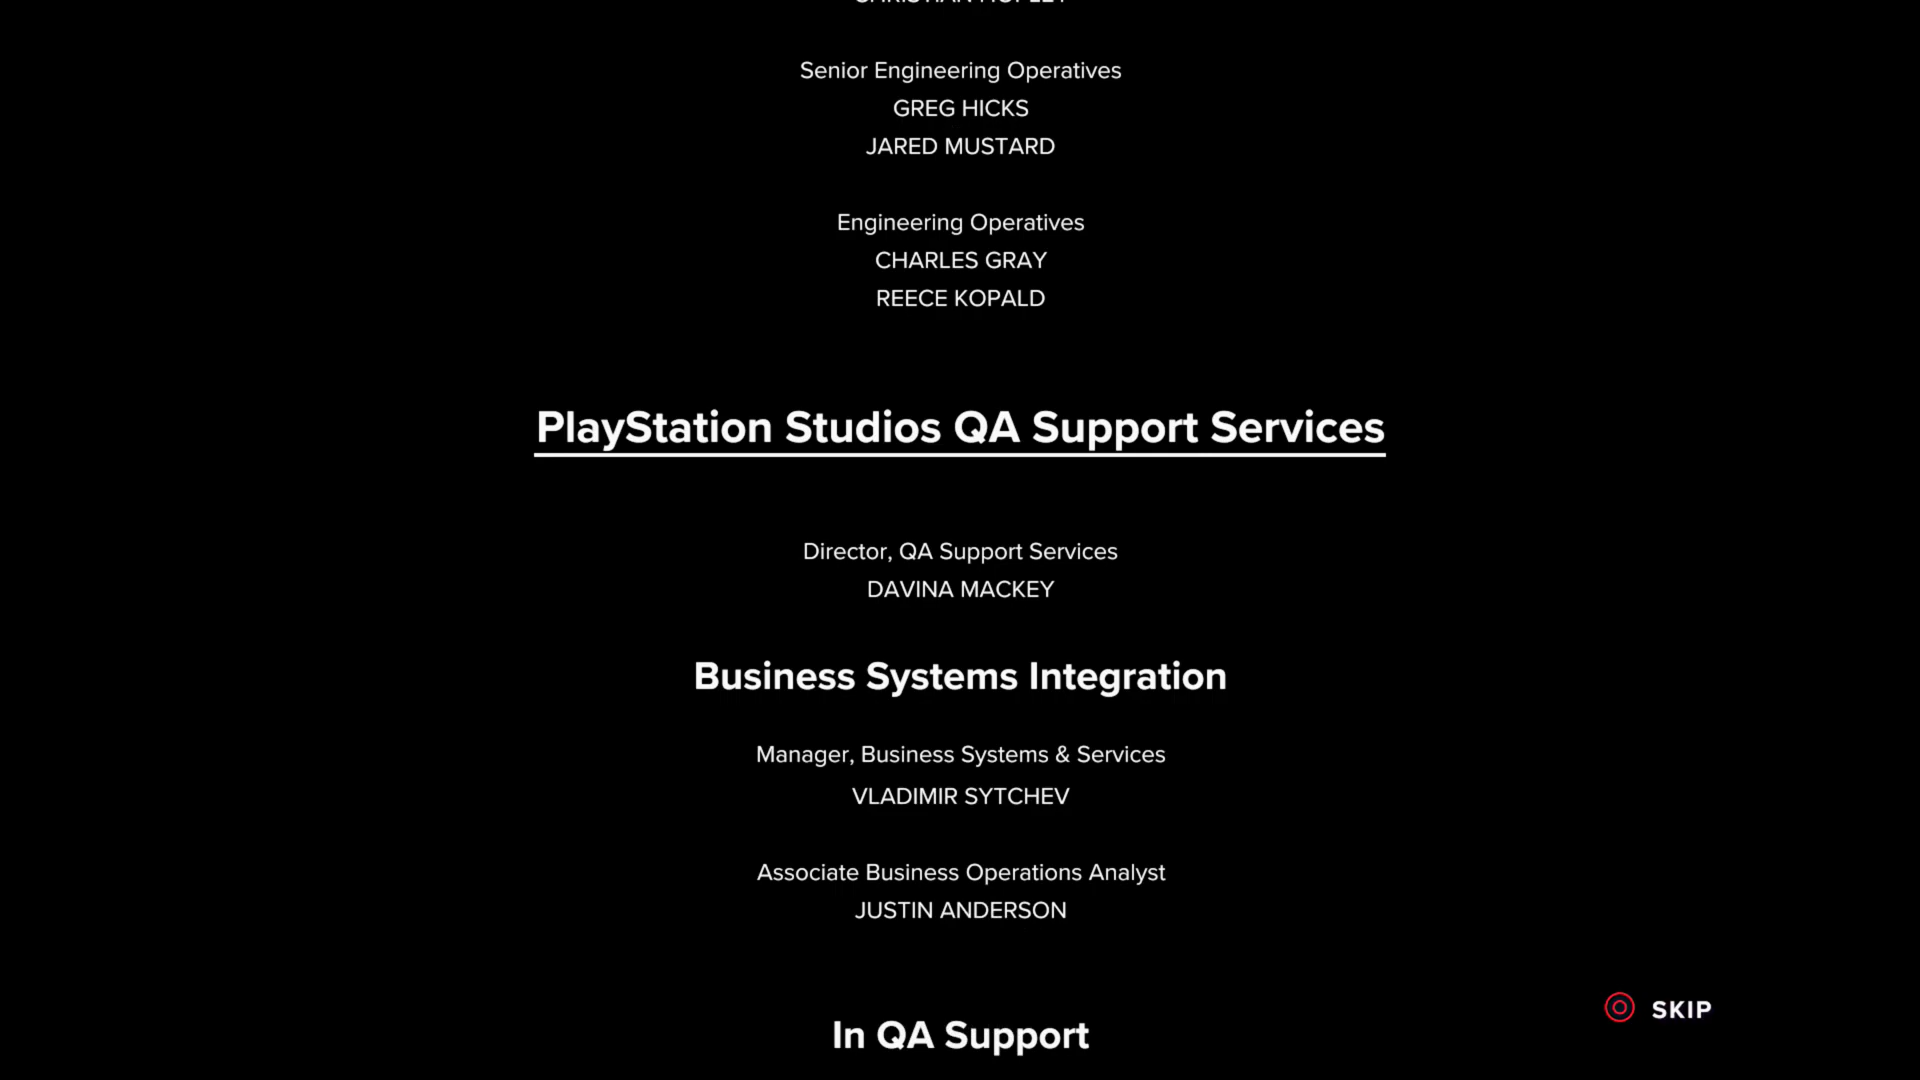 Senior Engineering Operatives
GREG HICKS
JARED MUSTARD
Engineering Operatives
CHARLES GRAY
REECE KOPALD
PlayStation Studios QA Support Services
Director, QA Support Services
DAVINA MACKEY
Business Systems Integration
Manager, Business Systems & Services
VLADIMIR SYTCHEV
Associate Business Operations Analyst
JUSTIN ANDERSON
SKIP
In QA Support